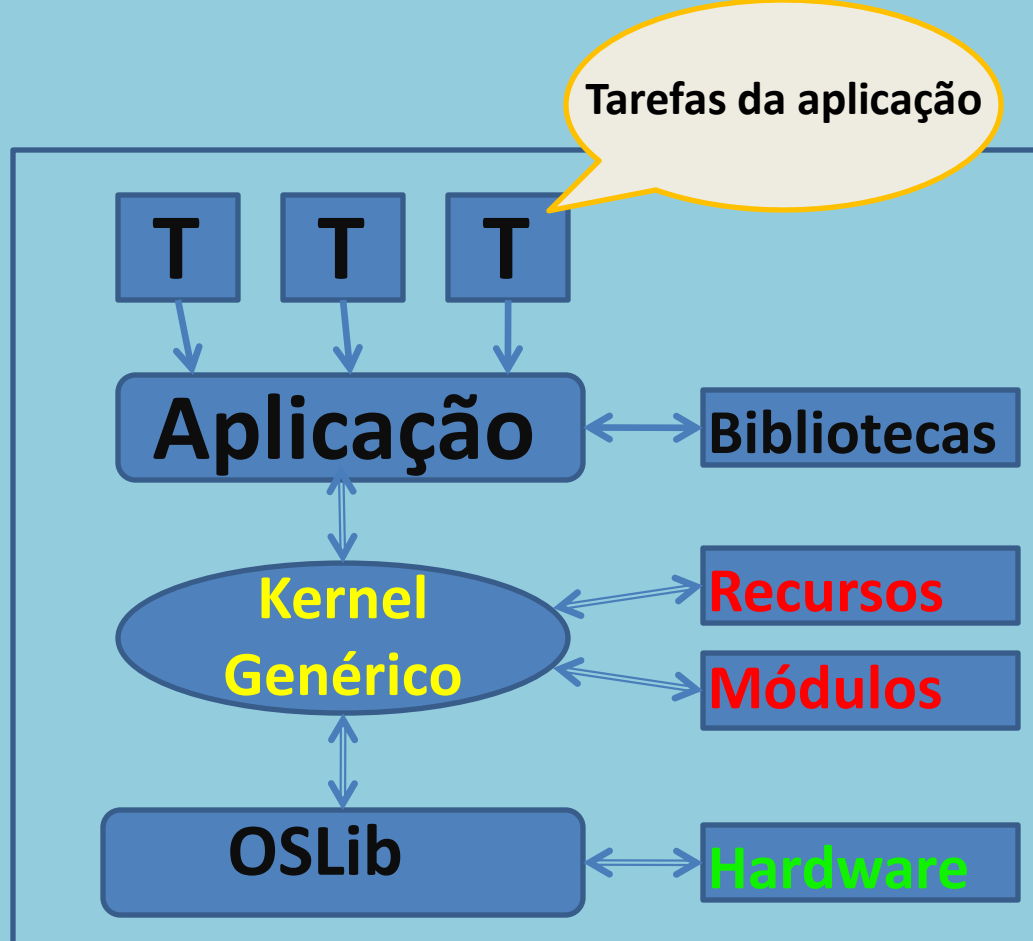 Tarefas da aplicação
T T T
Aplicação
Bibliotecas
Kernel
Genérico
Recursos
Módulos
OSLib
Hardware